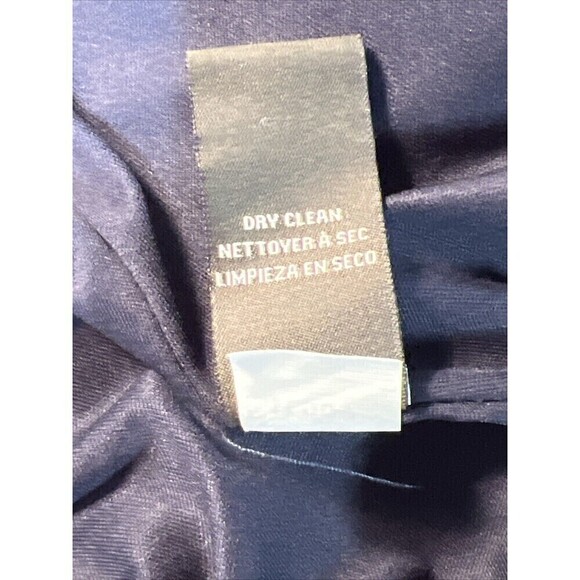 DRY CLEAN
NETTOYER À SEC
LIMPIEZA EN SECO